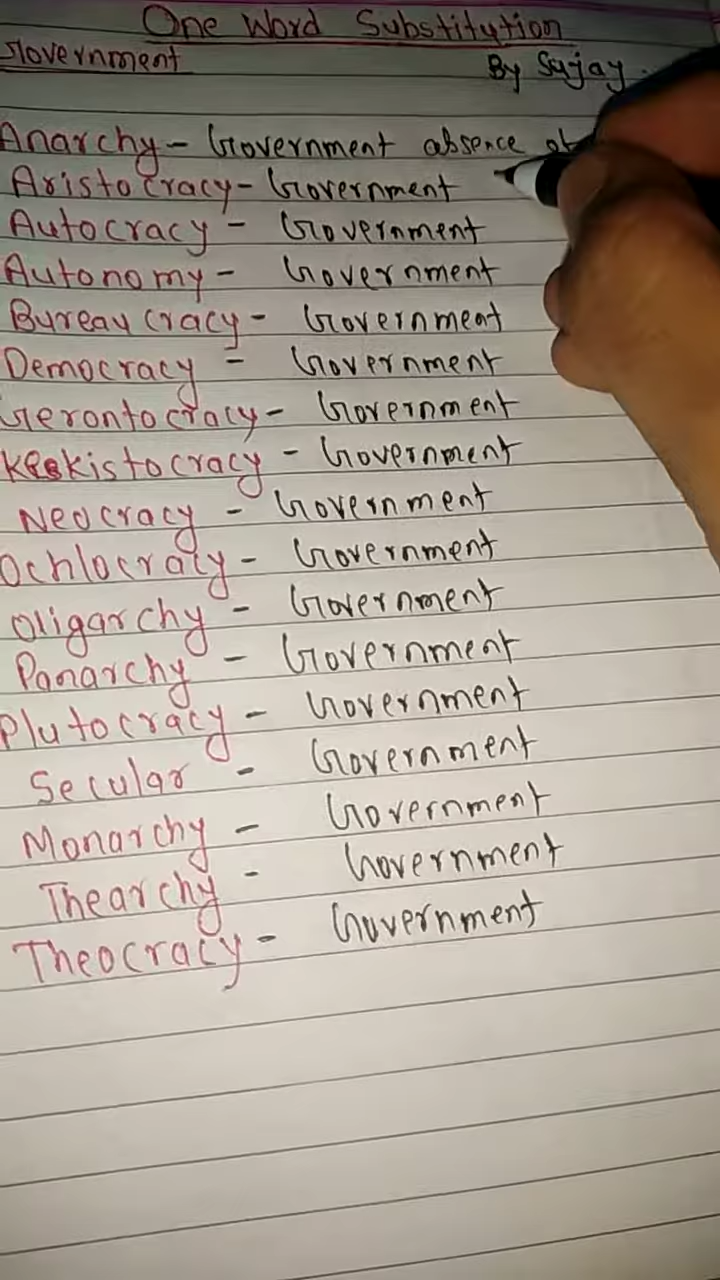 One Word Substitution
Government
By Sujay
Anarchy - Government absence of
Aristocracy - Government
Autocracy - Government
Autonomy - Government
Bureaucracy - Government
Democracy - Government
Gerontocracy - Government
Kakistocracy - Government
Neocracy - Government
Ochlocracy - Government
Oligarchy - Government
Panarchy - Government
Plutocracy - Government
Secular - Government
Monarchy - Government
Thearchy - Government
Theocracy - Government